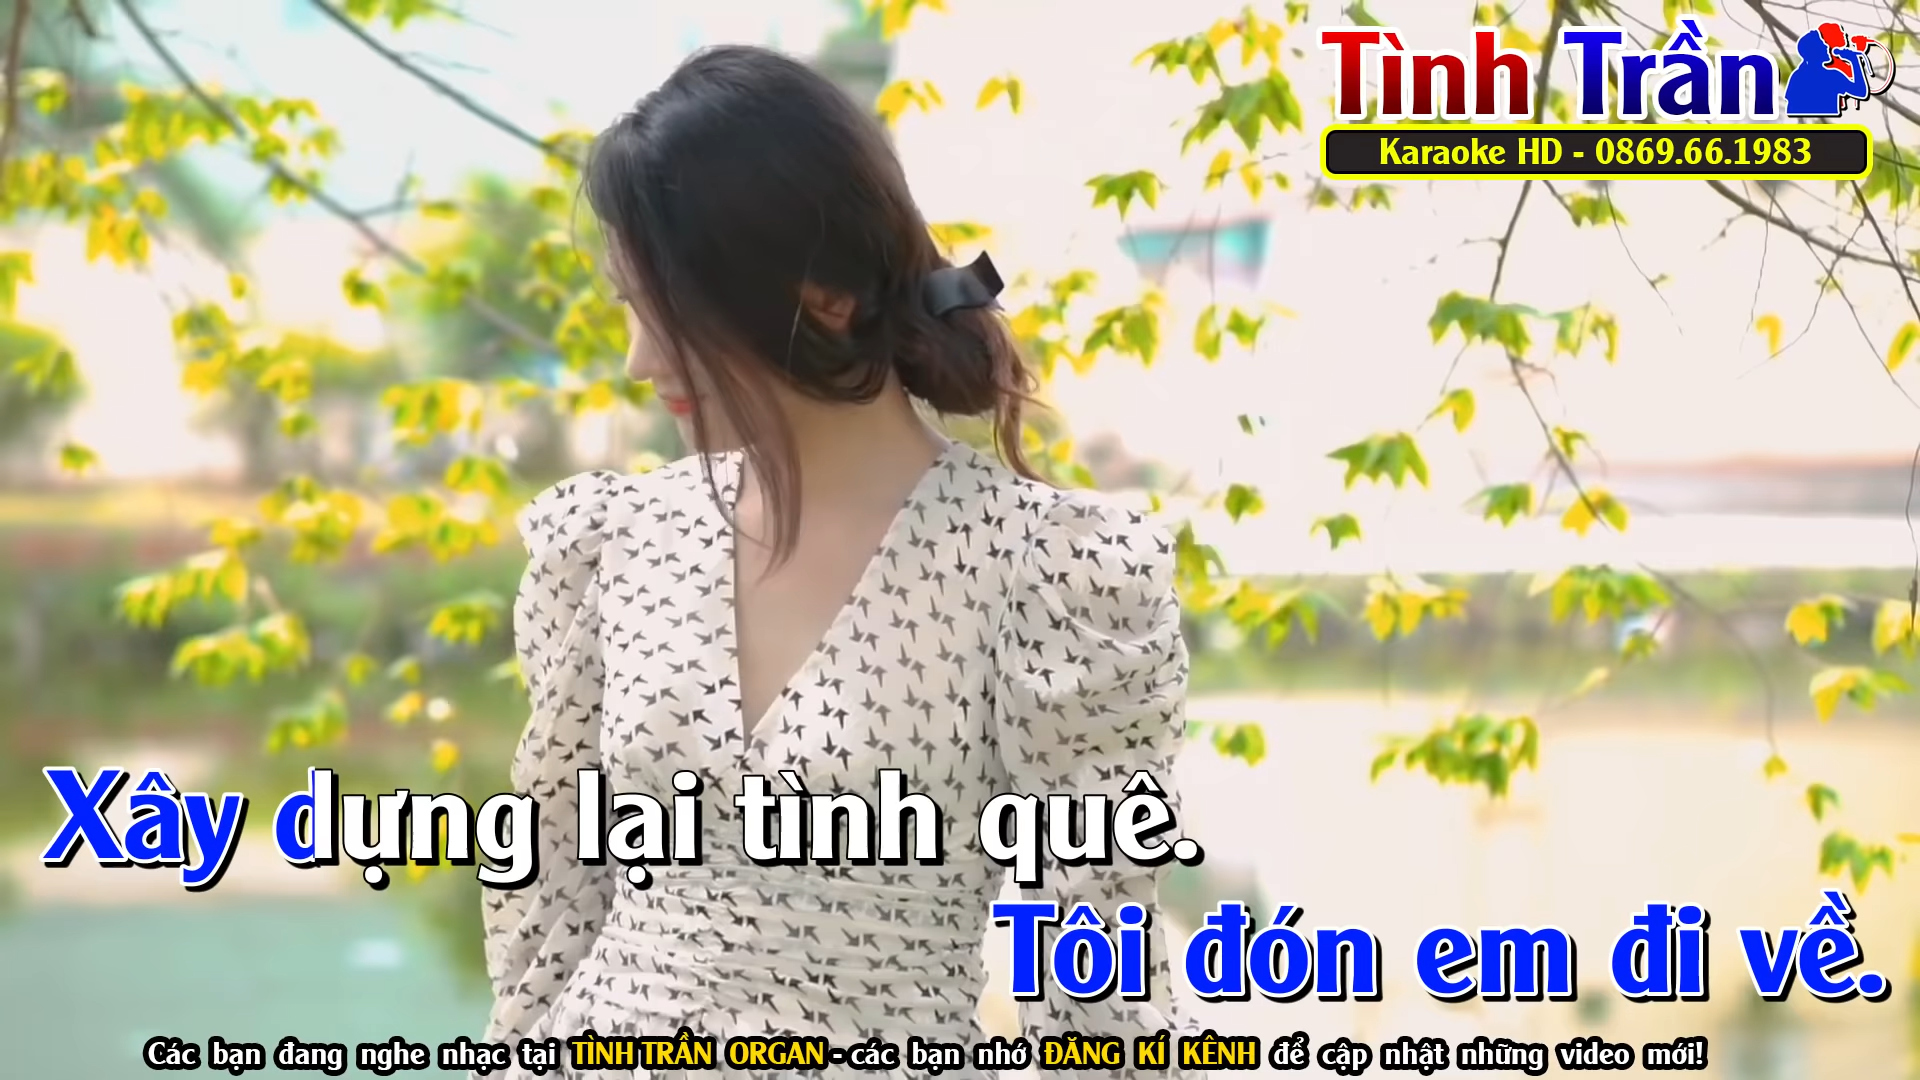 Tình Trần
Karaoke HD - 0869.66.1983
Xây dựng lại tình quê.
Tôi đón em đi về.
Các bạn đang nghe nhạc tại TÌNH TRẦN ORGAN - các bạn nhớ ĐĂNG KÍ KÊNH để cập nhật những video mới!